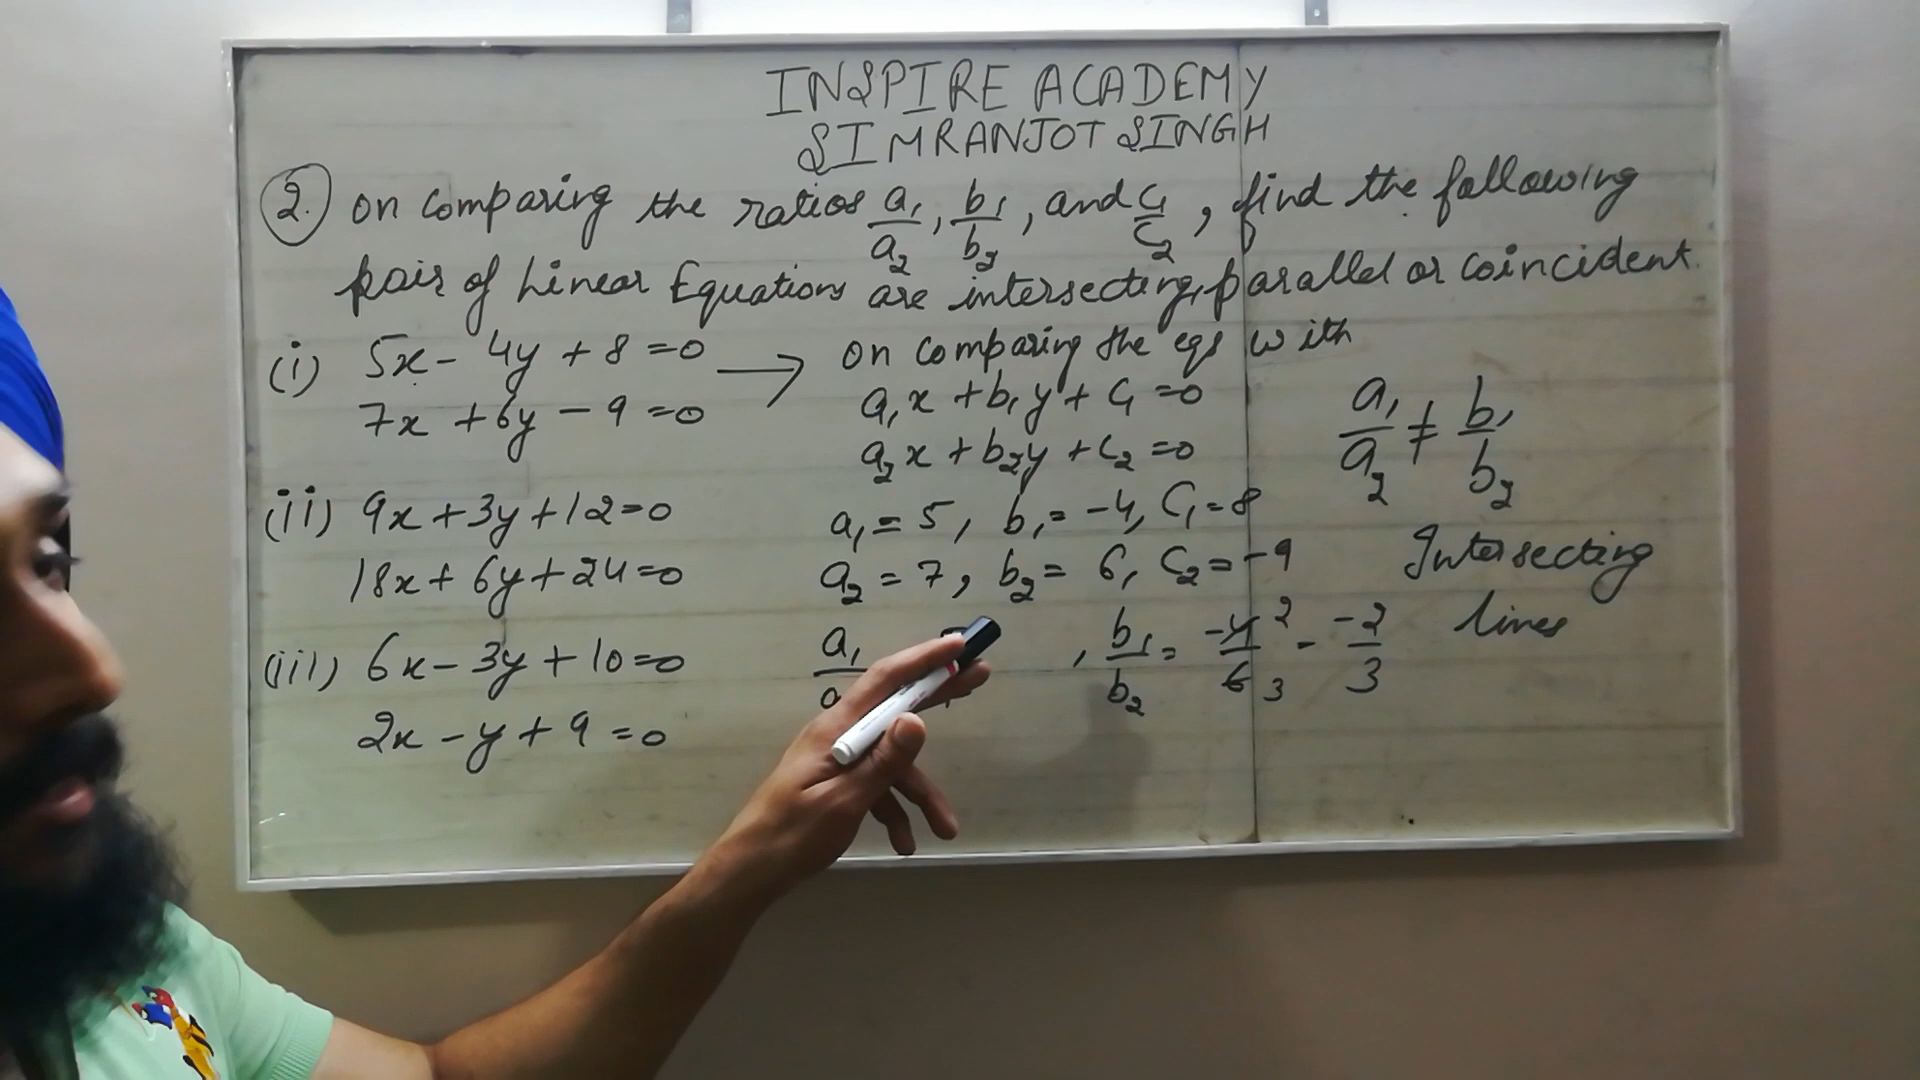 INSPIRE ACADEMY
SIMRANJOT SINGH
2. On comparing the ratios a₁/a₂, b₁/b₂, and c₁/c₂, find the following
pair of Linear Equations are intersecting, parallel or coincident.
(i) 5x - 4y + 8 = 0 → On comparing the eqs with
7x + 6y - 9 = 0
a₁x + b₁y + c₁ = 0
a₂x + b₂y + c₂ = 0
a₁/a₂ ≠ b₁/b₂
(ii) 9x + 3y + 12 = 0
18x + 6y + 24 = 0
a₁ = 5, b₁ = -4, C₁ = 8
a₂ = 7, b₂ = 6, C₂ = -9
Intersecting
lines
(iii) 6x - 3y + 10 = 0
2x - y + 9 = 0
a₁/a , b₁/b₂ = -4/6 2 3 - -2/3